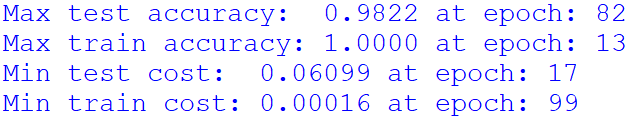 Max test accuracy:  0.9822 at epoch: 82
Max train accuracy: 1.0000 at epoch: 13
Min test cost:  0.06099 at epoch: 17
Min train cost: 0.00016 at epoch: 99